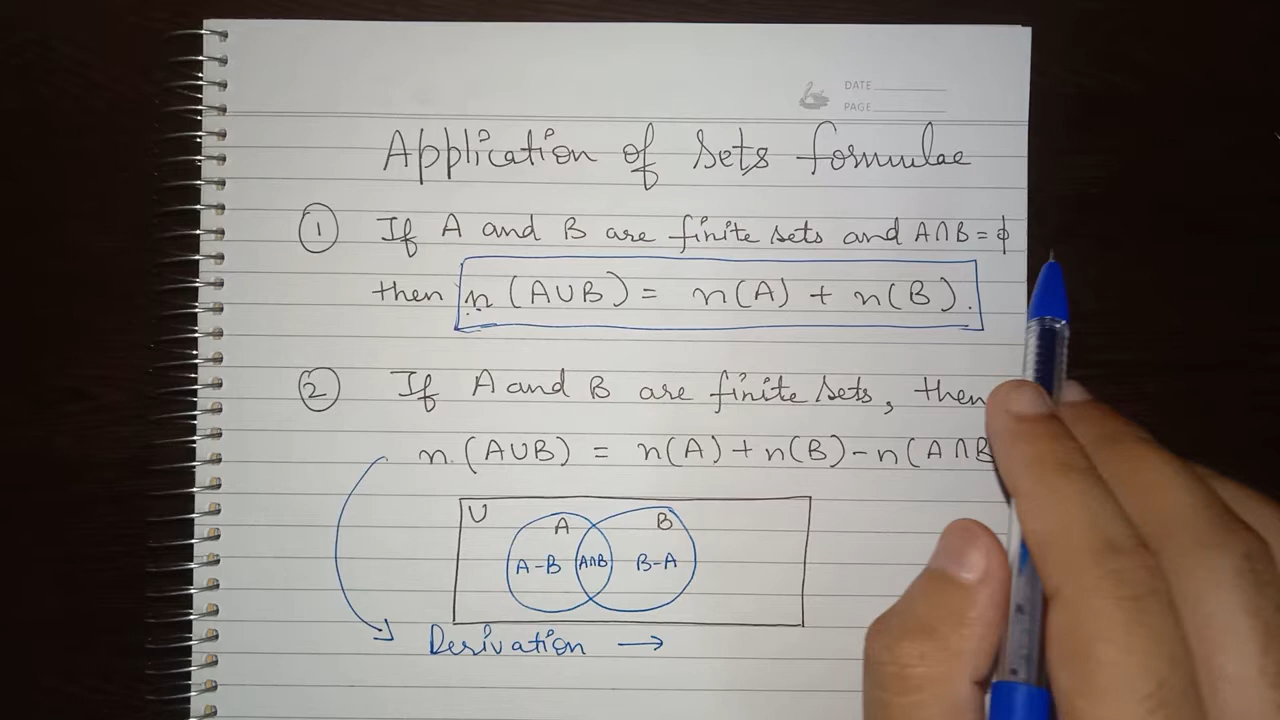 DATE
PAGE
Application of Sets formulae
① If A and B are finite sets and A∩B = ϕ
then n (A∪B) = n(A) + n(B).
② If A and B are finite sets, then
n. (A∪B) = n(A) + n(B) - n(A∩B
U
A B
A-B A∩B B-A
Derivation →